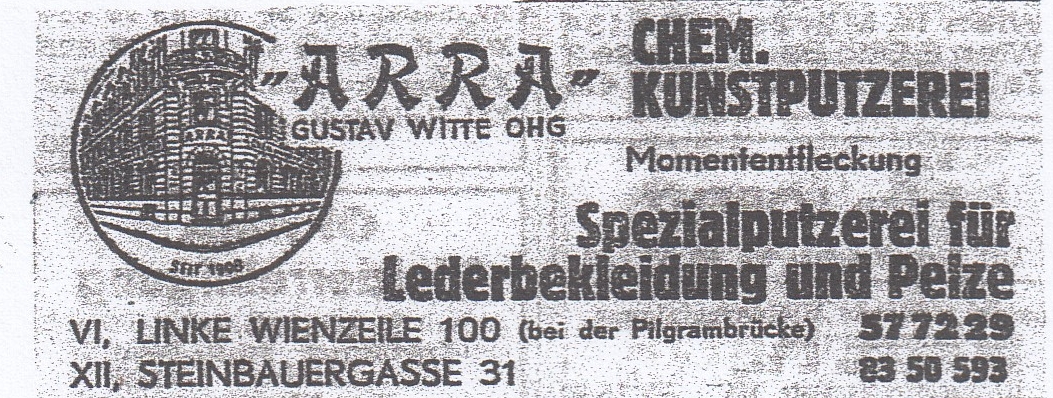 „ARRA“
GUSTAV WITTE OHG
ARRA
SEIT 1900
CHEM.
KUNSTPUTZEREI
Momententfleckung
Spezialputzerei für
Lederbekleidung und Pelze
VI, LINKE WIENZEILE 100 (bei der Pilgrambrücke) 57 72 29
XII, STEINBAUERGASSE 31 83 50 593